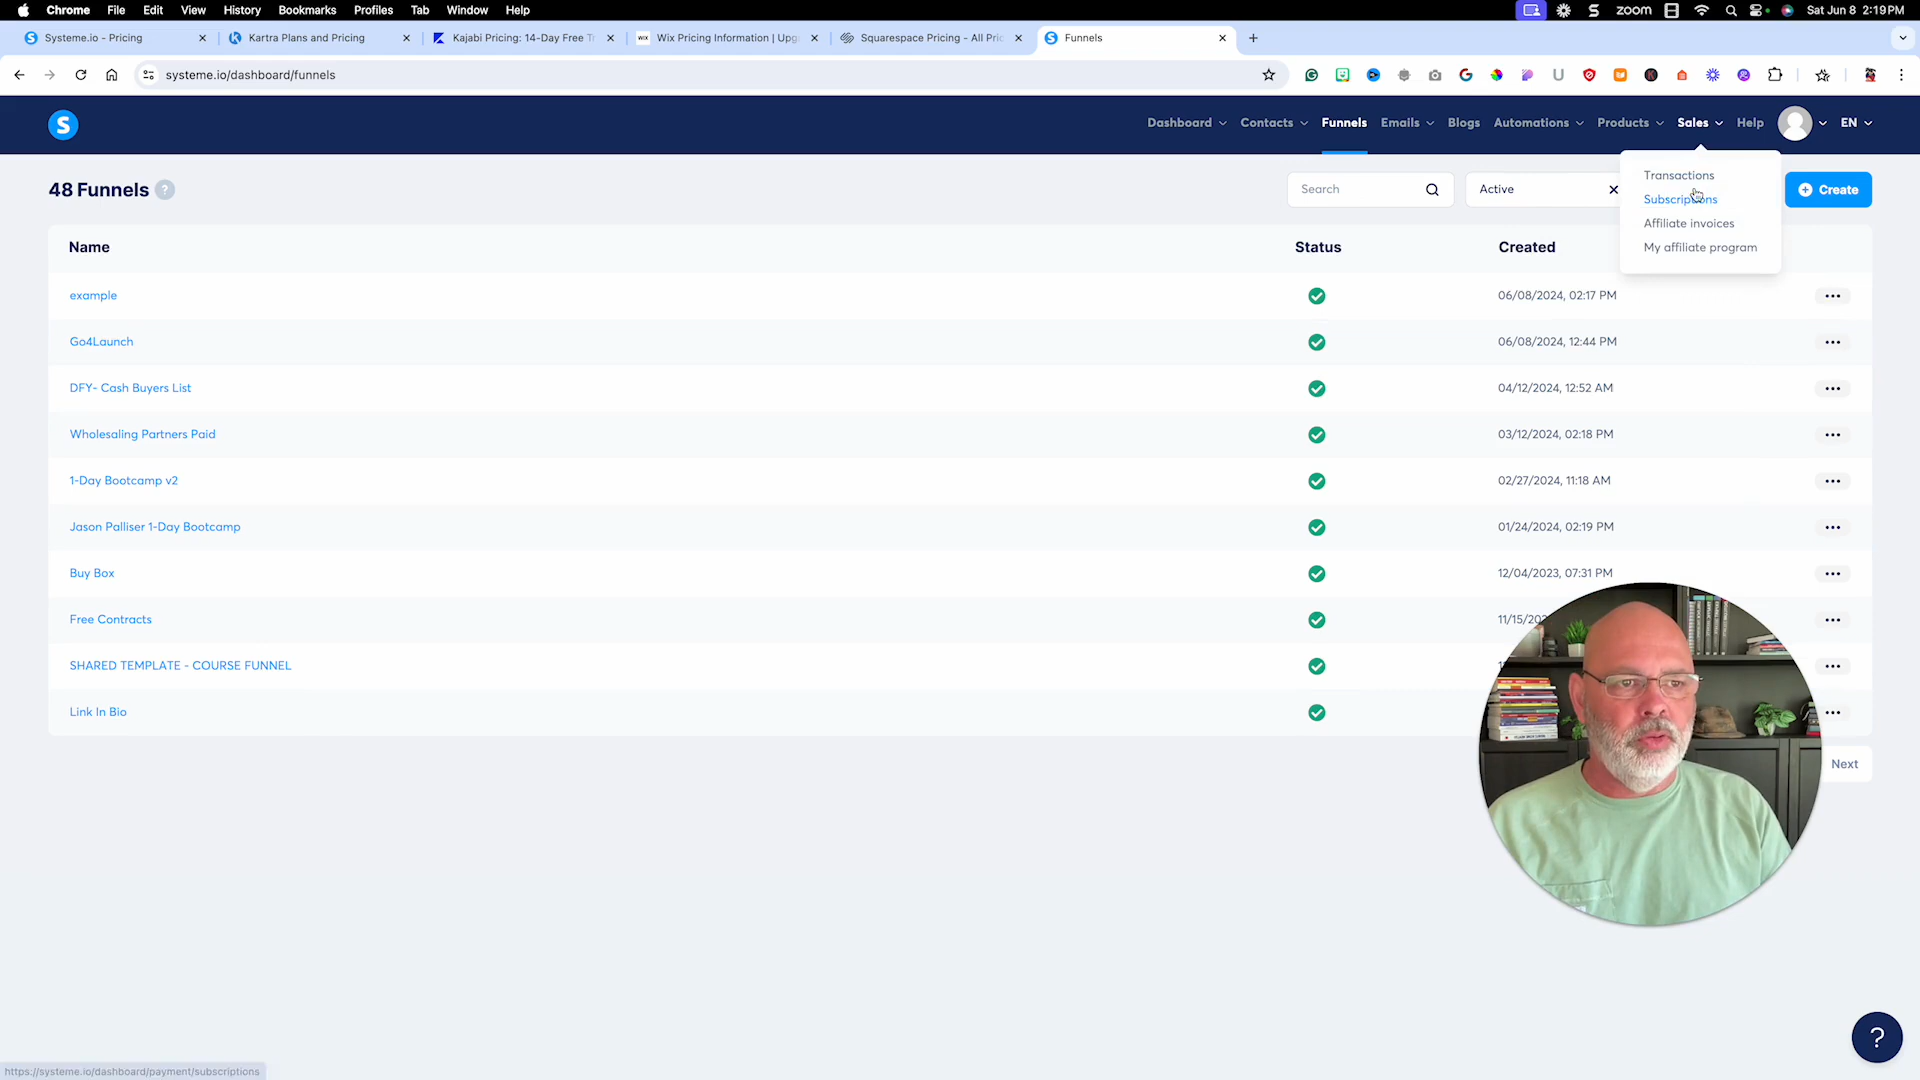 Chrome File Edit View History Bookmarks Profiles Tab Window Help
zoom Sat Jun 8 2:19 PM
Systeme.io - Pricing
Kartra Plans and Pricing
Kajabi Pricing: 14-Day Free T
WIX Wix Pricing Information | Upg
Squarespace Pricing - All Pric
Funnels
systeme.io/dashboard/funnels
Dashboard Contacts Funnels Emails Blogs Automations Products Sales Help EN
48 Funnels ?
Search
Active
Create
Transactions
Subscriptions
Affiliate invoices
My affiliate program
Name Status Created
example 06/08/2024, 02:17 PM
Go4Launch 06/08/2024, 12:44 PM
DFY- Cash Buyers List 04/12/2024, 12:52 AM
Wholesaling Partners Paid 03/12/2024, 02:18 PM
1-Day Bootcamp v2 02/27/2024, 11:18 AM
Jason Palliser 1-Day Bootcamp 01/24/2024, 02:19 PM
Buy Box 12/04/2023, 07:31 PM
Free Contracts 11/15/202
SHARED TEMPLATE - COURSE FUNNEL
Link In Bio
Next
?
https://systeme.io/dashboard/payment/subscriptions